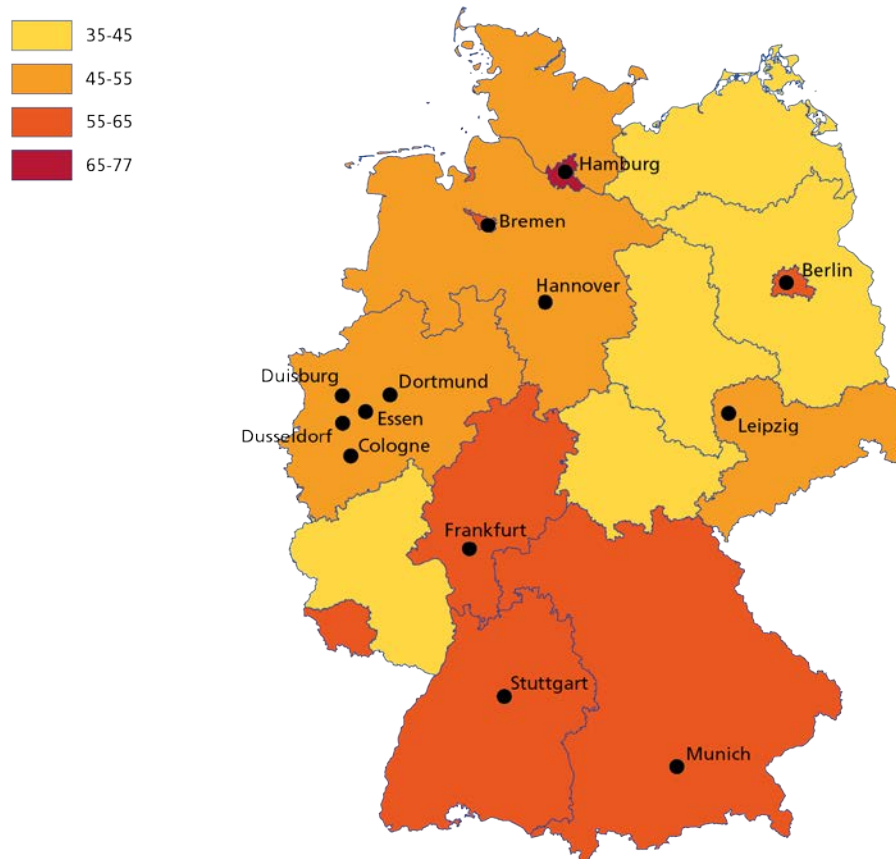 35-45
45-55
55-65
65-77
Hamburg
Bremen
Berlin
Hannover
Duisburg
Dortmund
Essen
Leipzig
Dusseldorf
Cologne
Frankfurt
Stuttgart
Munich